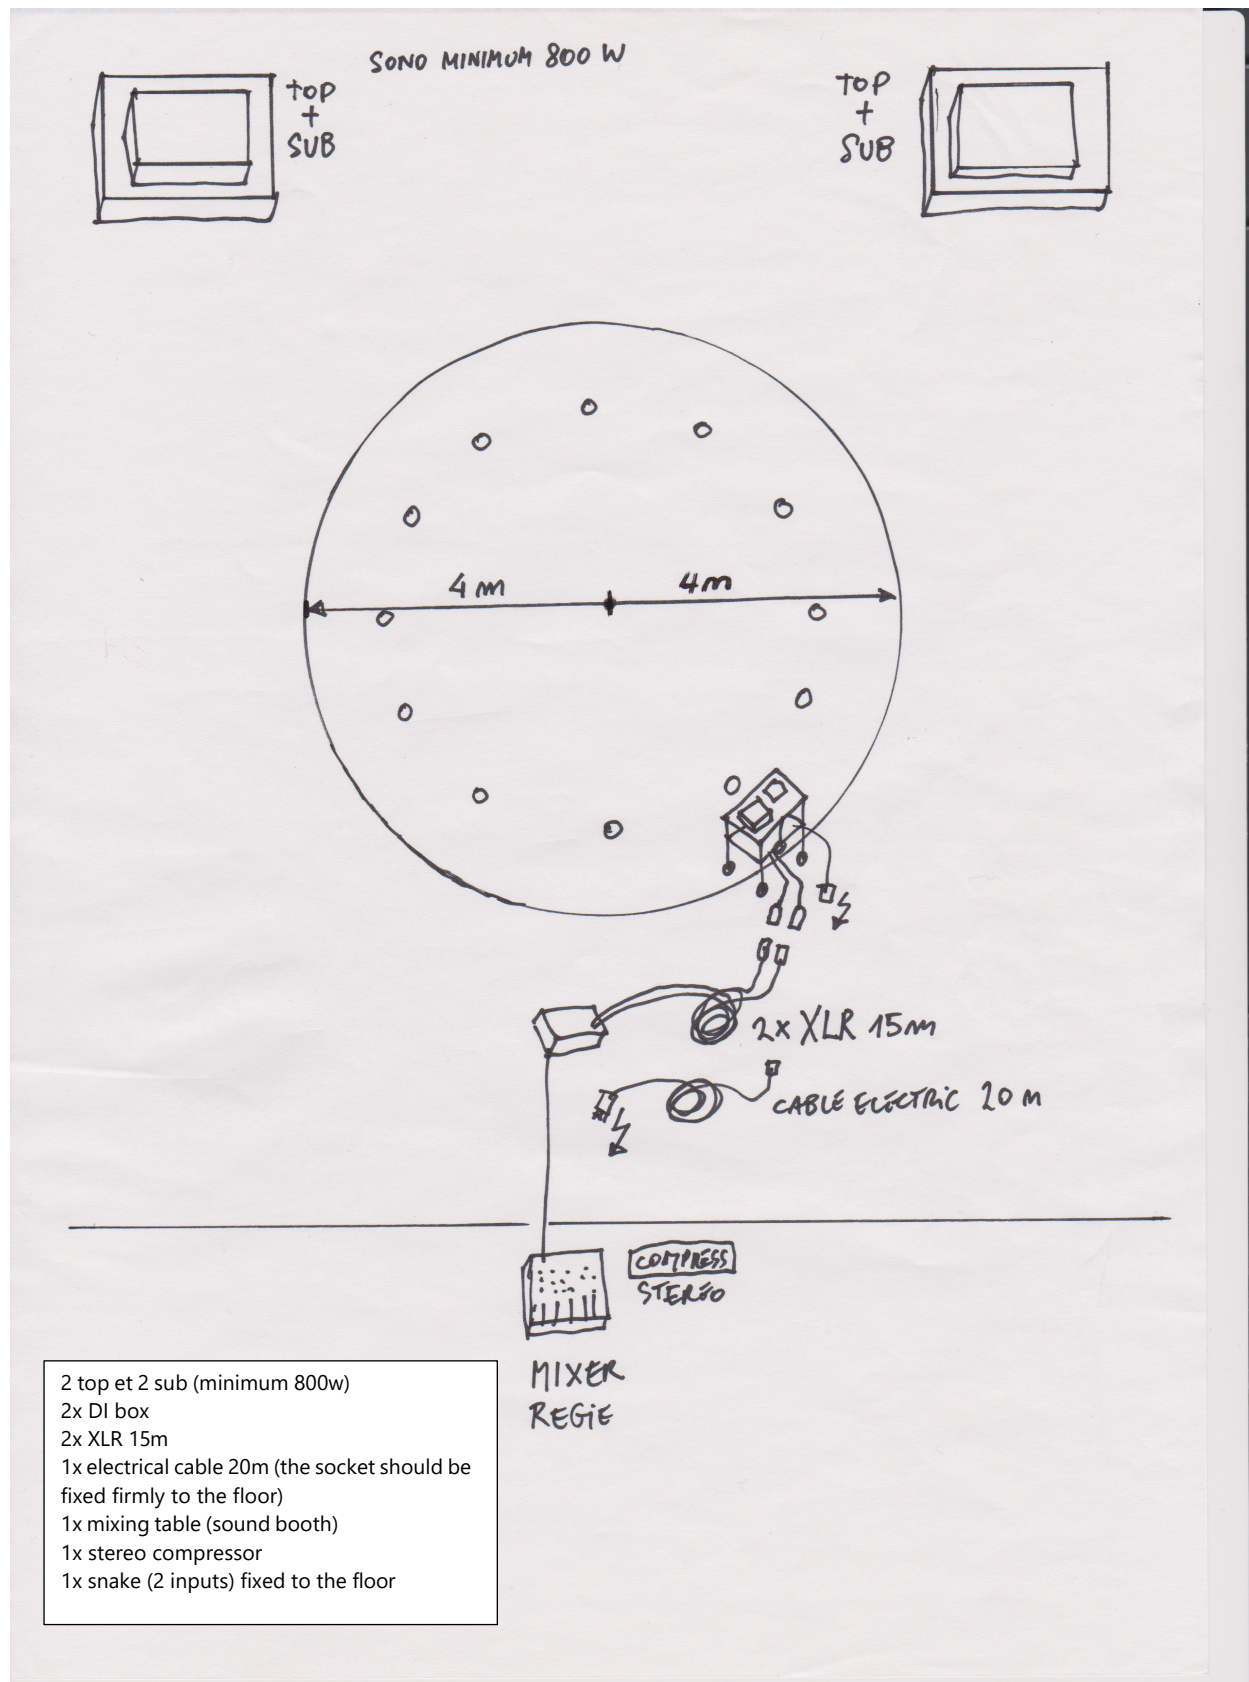 SONO MINIMUM 800 W
TOP
+
SUB
TOP
+
SUB
4 m
4m
2x XLR 15m
CABLE ELECTRIC 20 m
COMPRESS
STEREO
MIXER
REGiE
2 top et 2 sub (minimum 800w)
2x DI box
2x XLR 15m
1x electrical cable 20m (the socket should be
fixed firmly to the floor)
1x mixing table (sound booth)
1x stereo compressor
1x snake (2 inputs) fixed to the floor